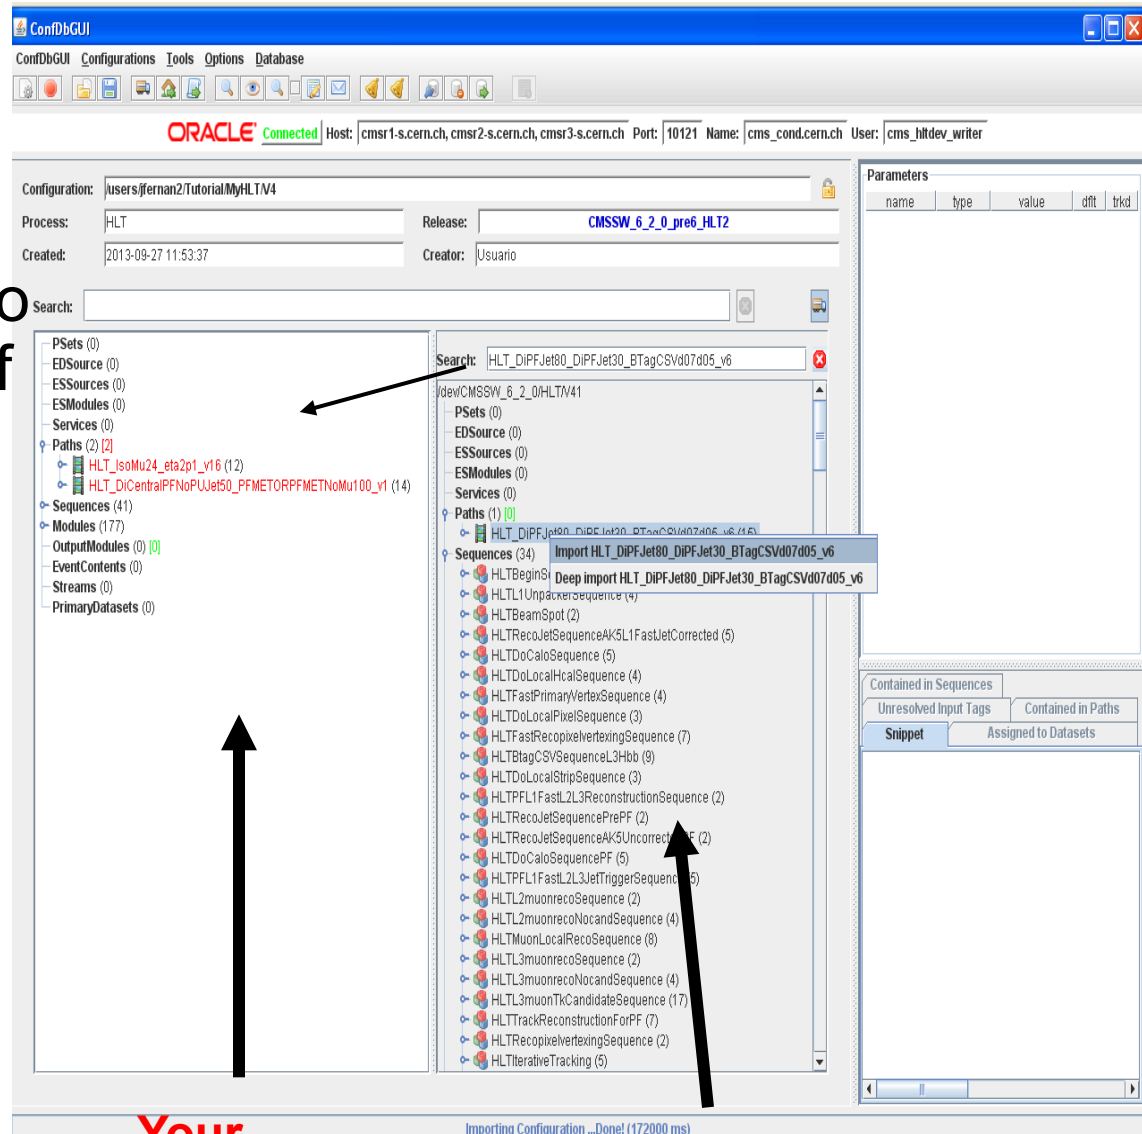 ConfDbGUI
ConfDbGUI Configurations Tools Options Database
ORACLE Connected Host: cmsr1-s.cern.ch, cmsr2-s.cern.ch, cmsr3-s.cern.ch Port: 10121 Name: cms_cond.cern.ch User: cms_hltdev_writer
Configuration: /users/jfernan2/Tutorial/MyHLT/V4
Process: HLT Release: CMSSW_6_2_0_pre6_HLT2
Created: 2013-09-27 11:53:37 Creator: Usuario
o
f
Search:
PSets (0)
EDSource (0)
ESSources (0)
ESModules (0)
Services (0)
Paths (2) [2]
HLT_IsoMu24_eta2p1_v16 (12)
HLT_DiCentralPFNoPUJet50_PFMETORPFMETNoMu100_v1 (14)
Sequences (41)
Modules (177)
OutputModules (0) [0]
EventContents (0)
Streams (0)
PrimaryDatasets (0)
Search: HLT_DiPFJet80_DiPFJet30_BTagCSVd07d05_v6
/dev/CMSSW_6_2_0/HLT/V41
PSets (0)
EDSource (0)
ESSources (0)
ESModules (0)
Services (0)
Paths (1) [0]
HLT_DiPFJet80_DiPFJet30_BTagCSVd07d05_v6 (15)
Import HLT_DiPFJet80_DiPFJet30_BTagCSVd07d05_v6
Deep import HLT_DiPFJet80_DiPFJet30_BTagCSVd07d05_v6
Sequences (34)
HLTBeginS
HLTL1UnpackerSequence (4)
HLTBeamSpot (2)
HLTRecoJetSequenceAK5L1FastJetCorrected (5)
HLTDoCaloSequence (5)
HLTDoLocalHcalSequence (4)
HLTFastPrimaryVertexSequence (4)
HLTDoLocalPixelSequence (3)
HLTFastRecopixelvertexingSequence (7)
HLTBtagCSVSequenceL3Hbb (9)
HLTDoLocalStripSequence (3)
HLTPFL1FastL2L3ReconstructionSequence (2)
HLTRecoJetSequencePrePF (2)
HLTRecoJetSequenceAK5UncorrectedPF (2)
HLTDoCaloSequencePF (5)
HLTPFL1FastL2L3JetTriggerSequence (5)
HLTL2muonrecoSequence (2)
HLTL2muonrecoNocandSequence (4)
HLTMuonLocalRecoSequence (8)
HLTL3muonrecoSequence (2)
HLTL3muonrecoNocandSequence (4)
HLTL3muonTkCandidateSequence (17)
HLTTrackReconstructionForPF (7)
HLTRecopixelvertexingSequence (2)
HLTIterativeTracking (5)
Parameters
name type value dflt trkd
Contained in Sequences
Unresolved Input Tags Contained in Paths
Snippet Assigned to Datasets
Your
Importing Configuration ...Done! (172000 ms)